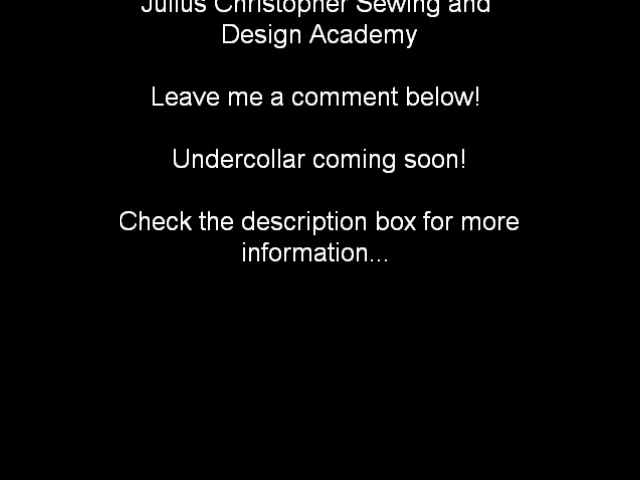 Julius Christopher Sewing and
Design Academy
Leave me a comment below!
Undercollar coming soon!
Check the description box for more
information...